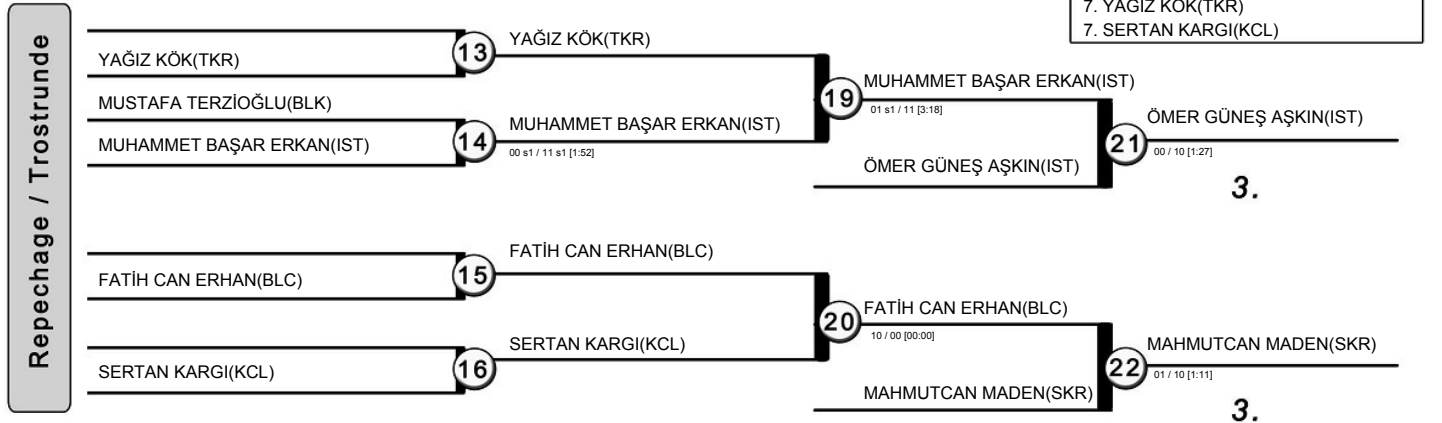 7. YAĞIZ KÖK(TKR)
7. SERTAN KARGI(KCL)
Repechage / Trostrunde
YAĞIZ KÖK(TKR)
13
YAĞIZ KÖK(TKR)
MUSTAFA TERZİOĞLU(BLK)
MUHAMMET BAŞAR ERKAN(IST)
14
MUHAMMET BAŞAR ERKAN(IST)
00 s1 / 11 s1 [1:52]
19
MUHAMMET BAŞAR ERKAN(IST)
01 s1 / 11 [3:18]
ÖMER GÜNEŞ AŞKIN(IST)
21
ÖMER GÜNEŞ AŞKIN(IST)
00 / 10 [1:27]
3.
FATİH CAN ERHAN(BLC)
15
FATİH CAN ERHAN(BLC)
SERTAN KARGI(KCL)
16
SERTAN KARGI(KCL)
20
FATİH CAN ERHAN(BLC)
10 / 00 [00:00]
MAHMUTCAN MADEN(SKR)
22
MAHMUTCAN MADEN(SKR)
01 / 10 [1:11]
3.